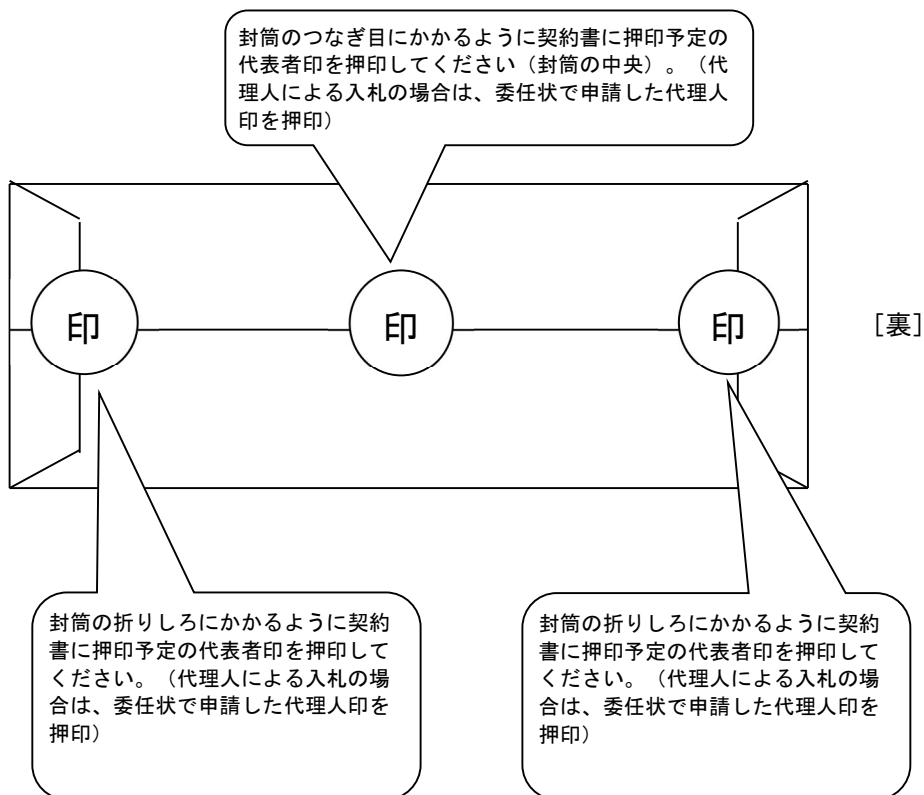 封筒のつなぎ目にかかるように契約書に押印予定の
代表者印を押印してください（封筒の中央）。（代
理人による入札の場合は、委任状で申請した代理人
印を押印）
印
印
印
［裏］
封筒の折りしろにかかるように契約
書に押印予定の代表者印を押印して
ください。（代理人による入札の場
合は、委任状で申請した代理人印を
押印）
封筒の折りしろにかかるように契約
書に押印予定の代表者印を押印して
ください。（代理人による入札の場
合は、委任状で申請した代理人印を
押印）